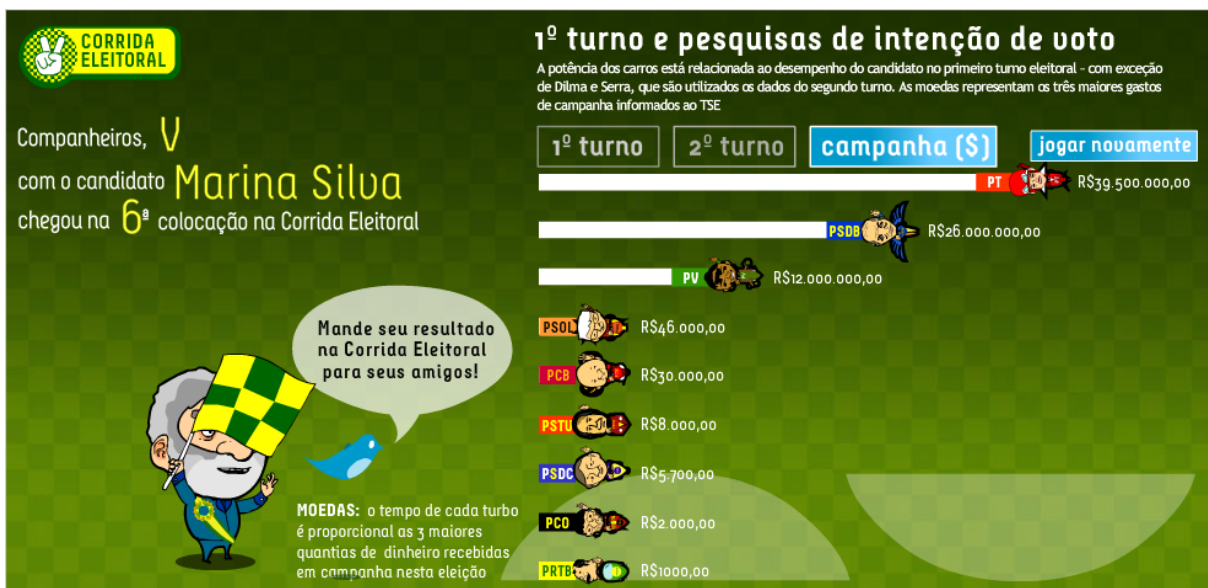 CORRIDA
ELEITORAL
Companheiros, V
com o candidato Marina Silva
chegou na 6ª colocação na Corrida Eleitoral
Mande seu resultado
na Corrida Eleitoral
para seus amigos!
MOEDAS: o tempo de cada turbo
é proporcional as 3 maiores
quantias de dinheiro recebidas
em campanha nesta eleição
1º turno e pesquisas de intenção de voto
A potência dos carros está relacionada ao desempenho do candidato no primeiro turno eleitoral - com exceção
de Dilma e Serra, que são utilizados os dados do segundo turno. As moedas representam os três maiores gastos
de campanha informados ao TSE
1º turno 2º turno campanha ($) jogar novamente
PT R$39.500.000,00
PSDB R$26.000.000,00
PV R$12.000.000,00
PSOL R$46.000,00
PCB R$30.000,00
PSTU R$8.000,00
PSDC R$5.700,00
PCO R$2.000,00
PRTB R$1000,00